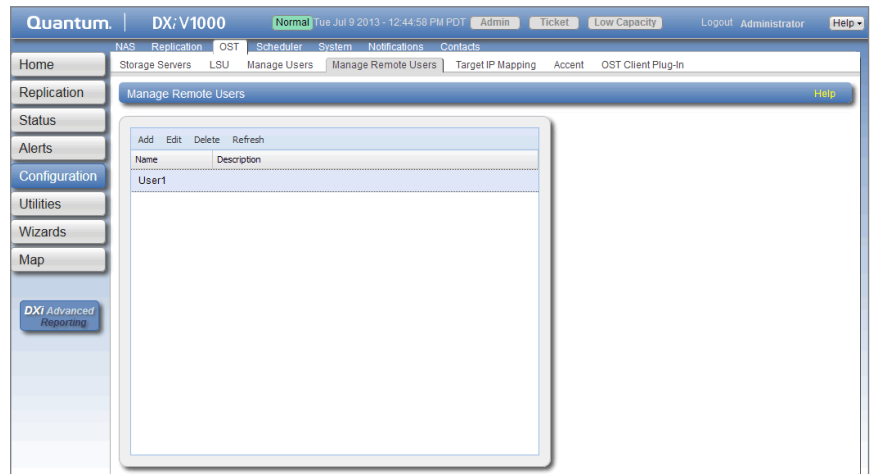 Quantum. DXi V1000 Normal Tue Jul 9 2013 - 12:44:58 PM PDT Admin Ticket Low Capacity Logout Administrator Help
NAS Replication OST Scheduler System Notifications Contacts
Storage Servers LSU Manage Users Manage Remote Users Target IP Mapping Accent OST Client Plug-In
Home
Replication
Status
Alerts
Configuration
Utilities
Wizards
Map
DXi Advanced
Reporting
Manage Remote Users Help
Add Edit Delete Refresh
Name Description
User1